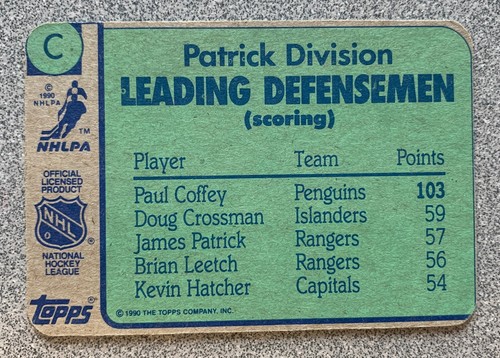 C
© 1990
NHLPA
TM
NHLPA
OFFICIAL
LICENSED
PRODUCT
NHL
®
NATIONAL
HOCKEY
LEAGUE
TOPPS®
Patrick Division
LEADING DEFENSEMEN
(scoring)
Player Team Points
Paul Coffey Penguins 103
Doug Crossman Islanders 59
James Patrick Rangers 57
Brian Leetch Rangers 56
Kevin Hatcher Capitals 54
© 1990 THE TOPPS COMPANY, INC.